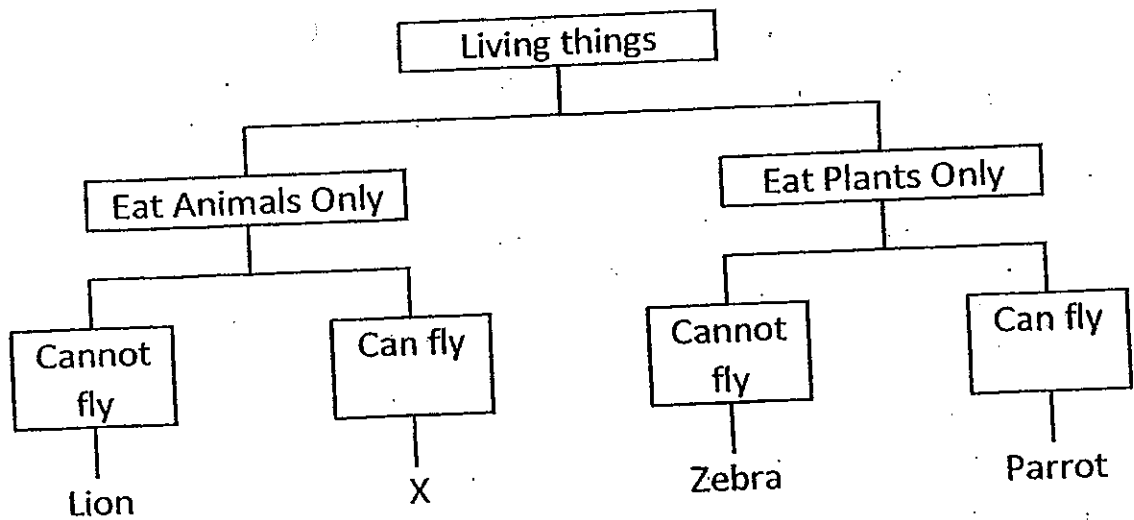 Living things
Eat Animals Only
Eat Plants Only
Cannot
fly
Can fly
Cannot
fly
Can fly
Lion
X
Zebra
Parrot